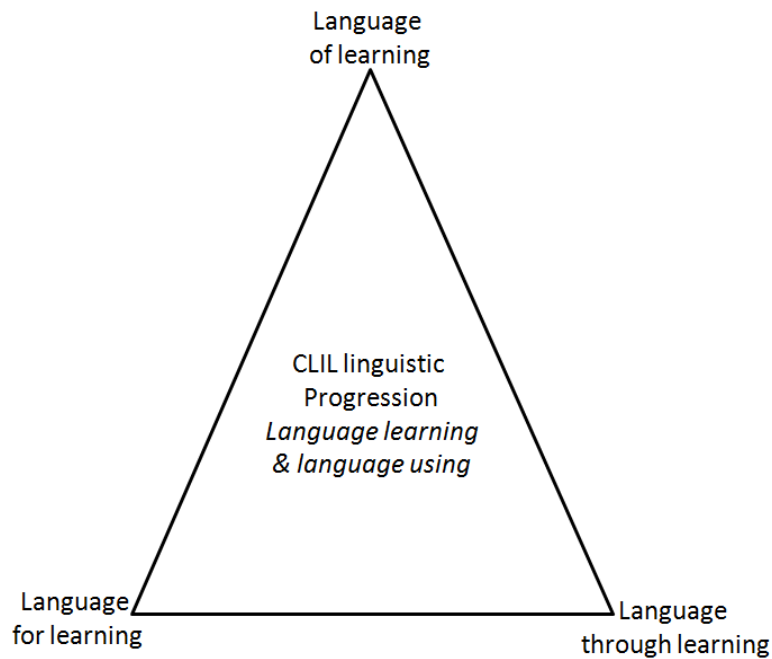 Language
of learning
CLIL linguistic
Progression
Language learning
& language using
Language
for learning
Language
through learning